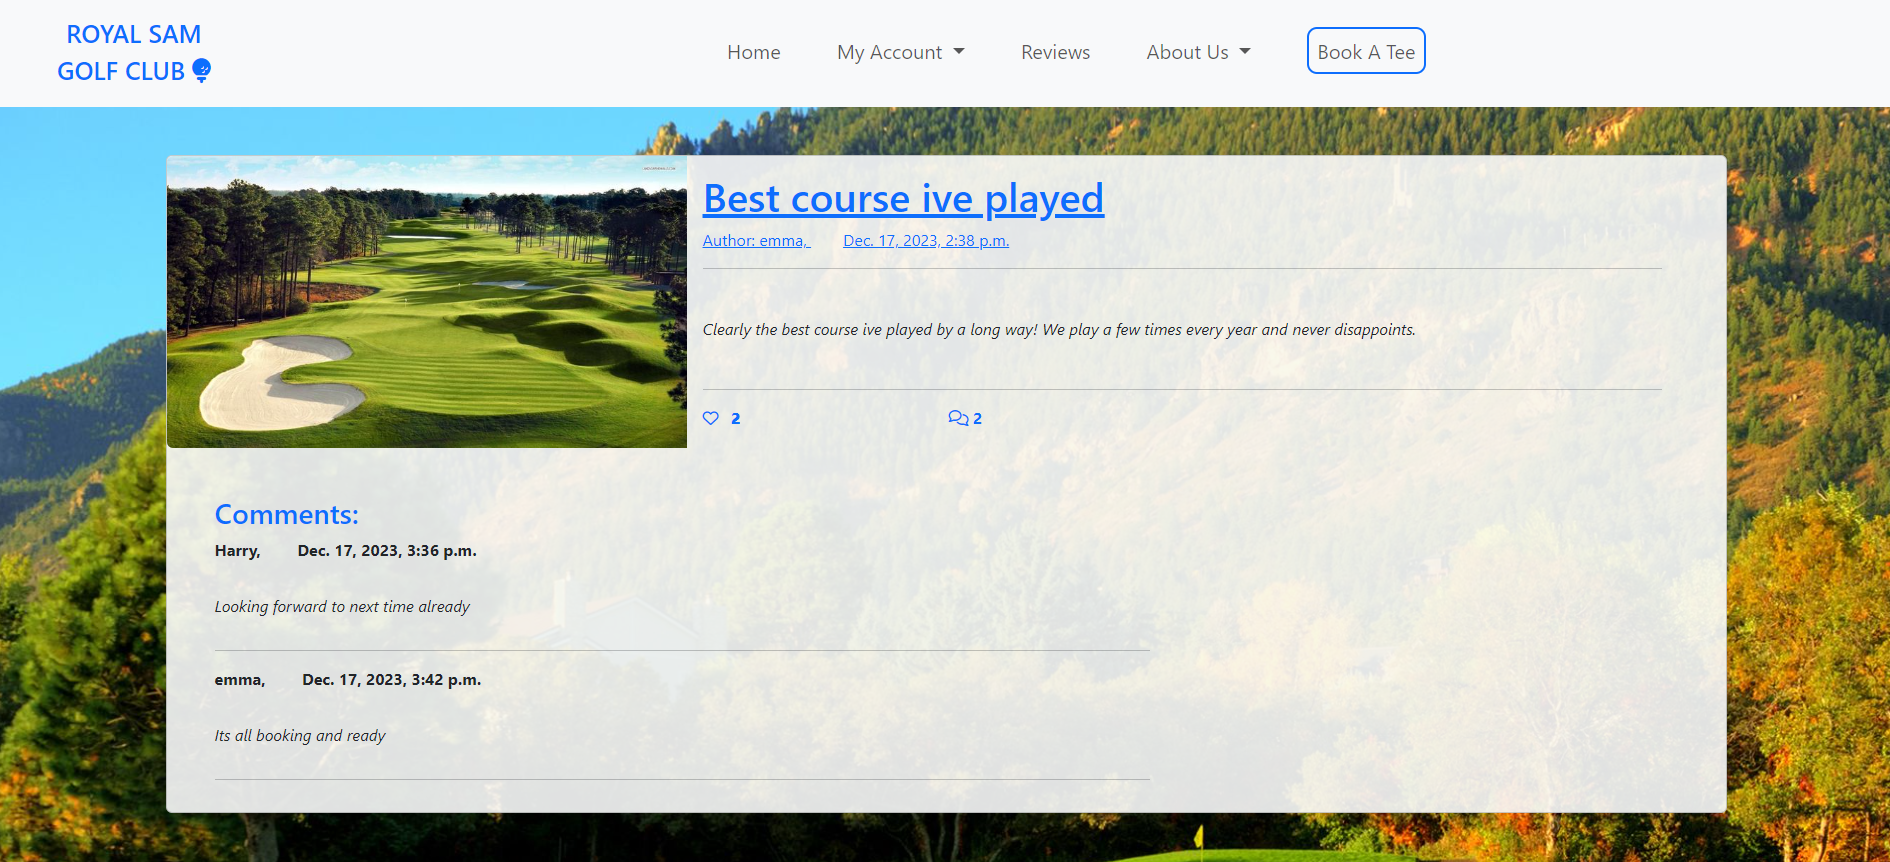 ROYAL SAM
GOLF CLUB
Home My Account Reviews About Us Book A Tee
Best course ive played
Author: emma, Dec. 17, 2023, 2:38 p.m.
Clearly the best course ive played by a long way! We play a few times every year and never disappoints.
2 2
Comments:
Harry, Dec. 17, 2023, 3:36 p.m.
Looking forward to next time already
emma, Dec. 17, 2023, 3:42 p.m.
Its all booking and ready